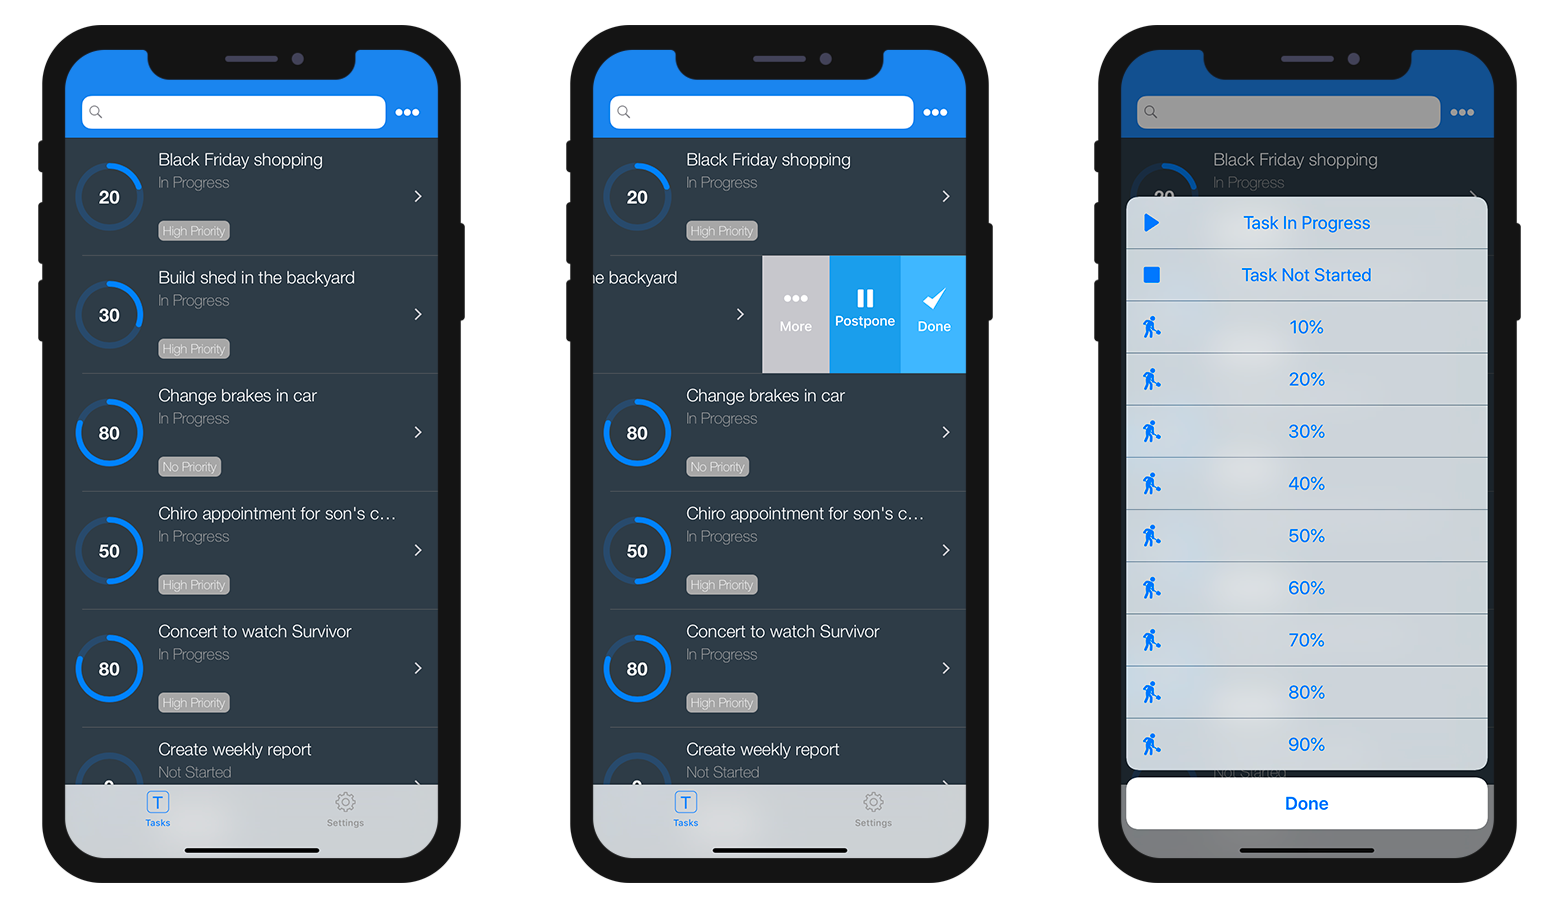 Black Friday shopping
In Progress
20
High Priority
Build shed in the backyard
In Progress
30
High Priority
Change brakes in car
In Progress
80
No Priority
Chiro appointment for son's c...
In Progress
50
High Priority
Concert to watch Survivor
In Progress
80
High Priority
Create weekly report
Not Started
T
Tasks
Settings
Black Friday shopping
In Progress
20
High Priority
he backyard
More
Postpone
Done
Change brakes in car
In Progress
80
No Priority
Chiro appointment for son's c...
In Progress
50
High Priority
Concert to watch Survivor
In Progress
80
High Priority
Create weekly report
Not Started
T
Tasks
Settings
Black Friday shopping
In Progress
20
Task In Progress
Task Not Started
10%
20%
30%
40%
50%
60%
70%
80%
90%
Not Started
Done